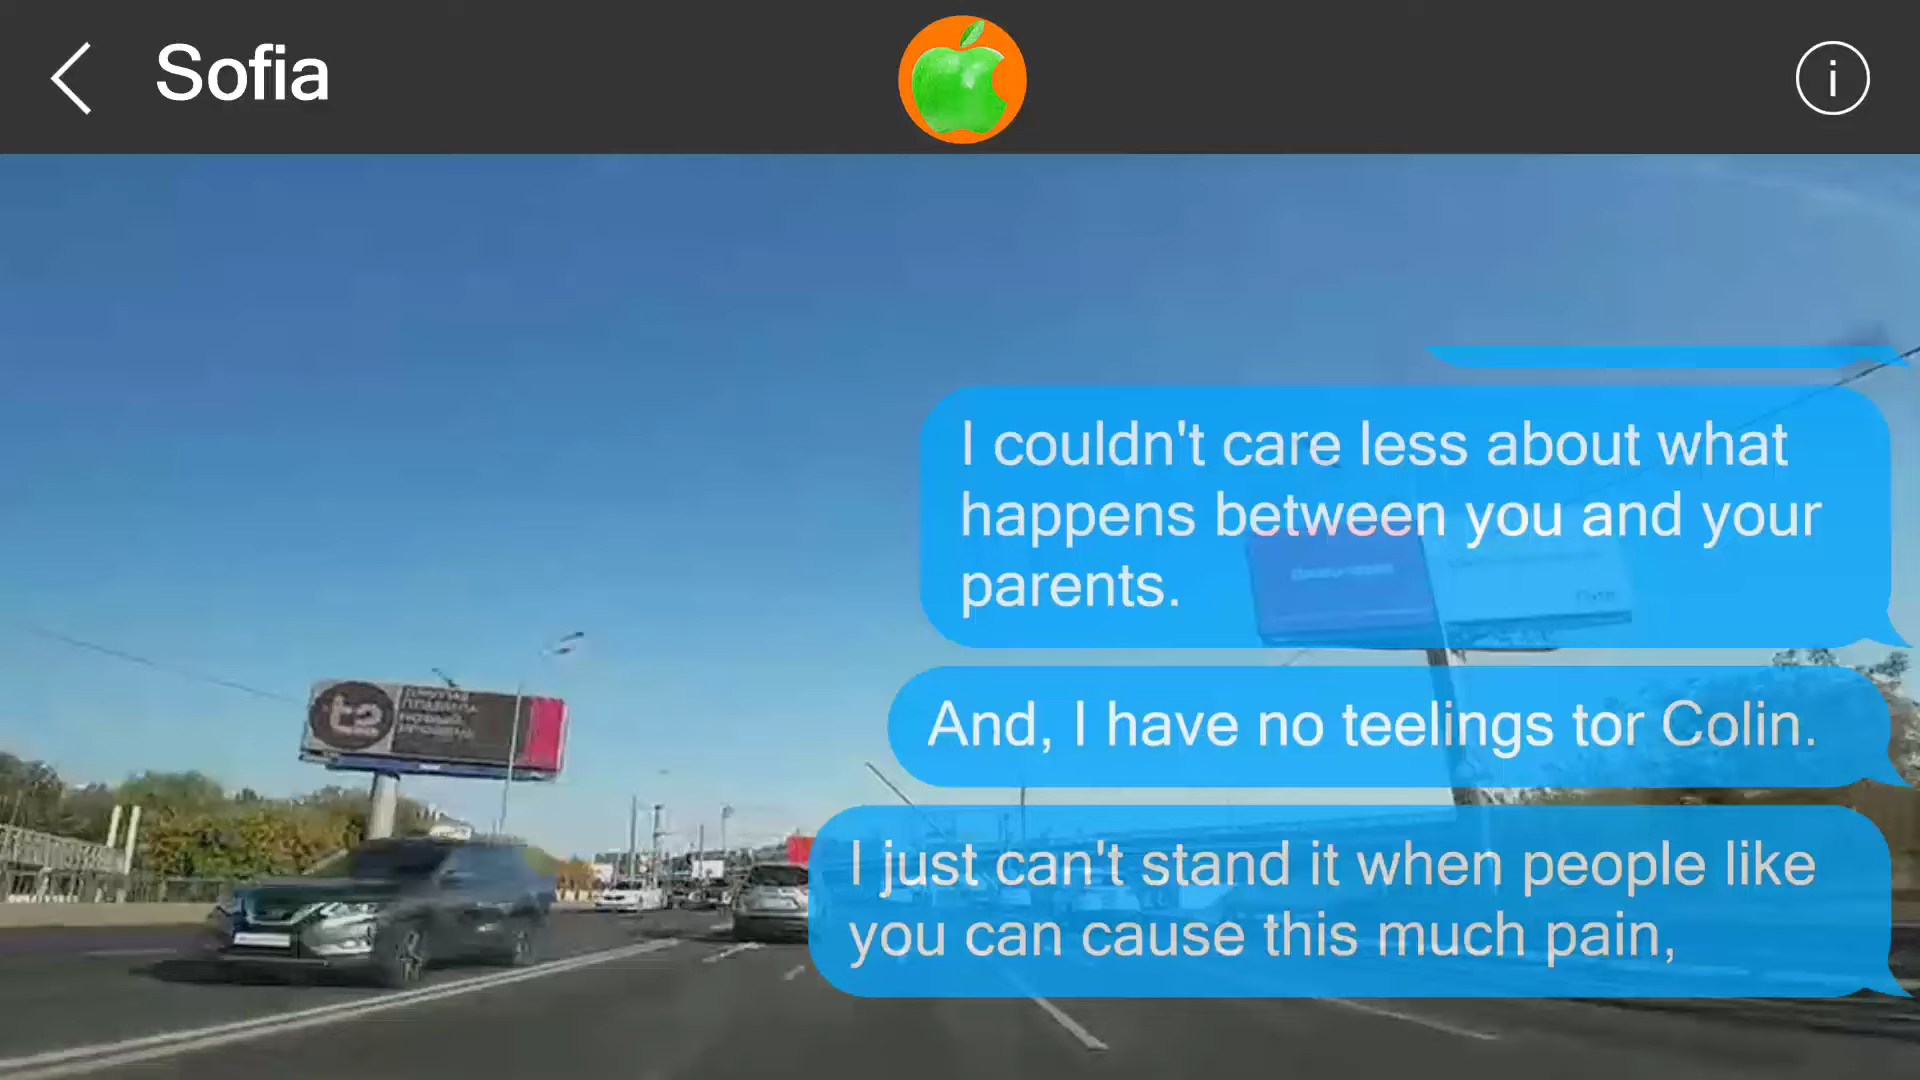 Sofia
I couldn't care less about what
happens between you and your
parents.
And, I have no teelings tor Colin.
I just can't stand it when people like
you can cause this much pain,
t2